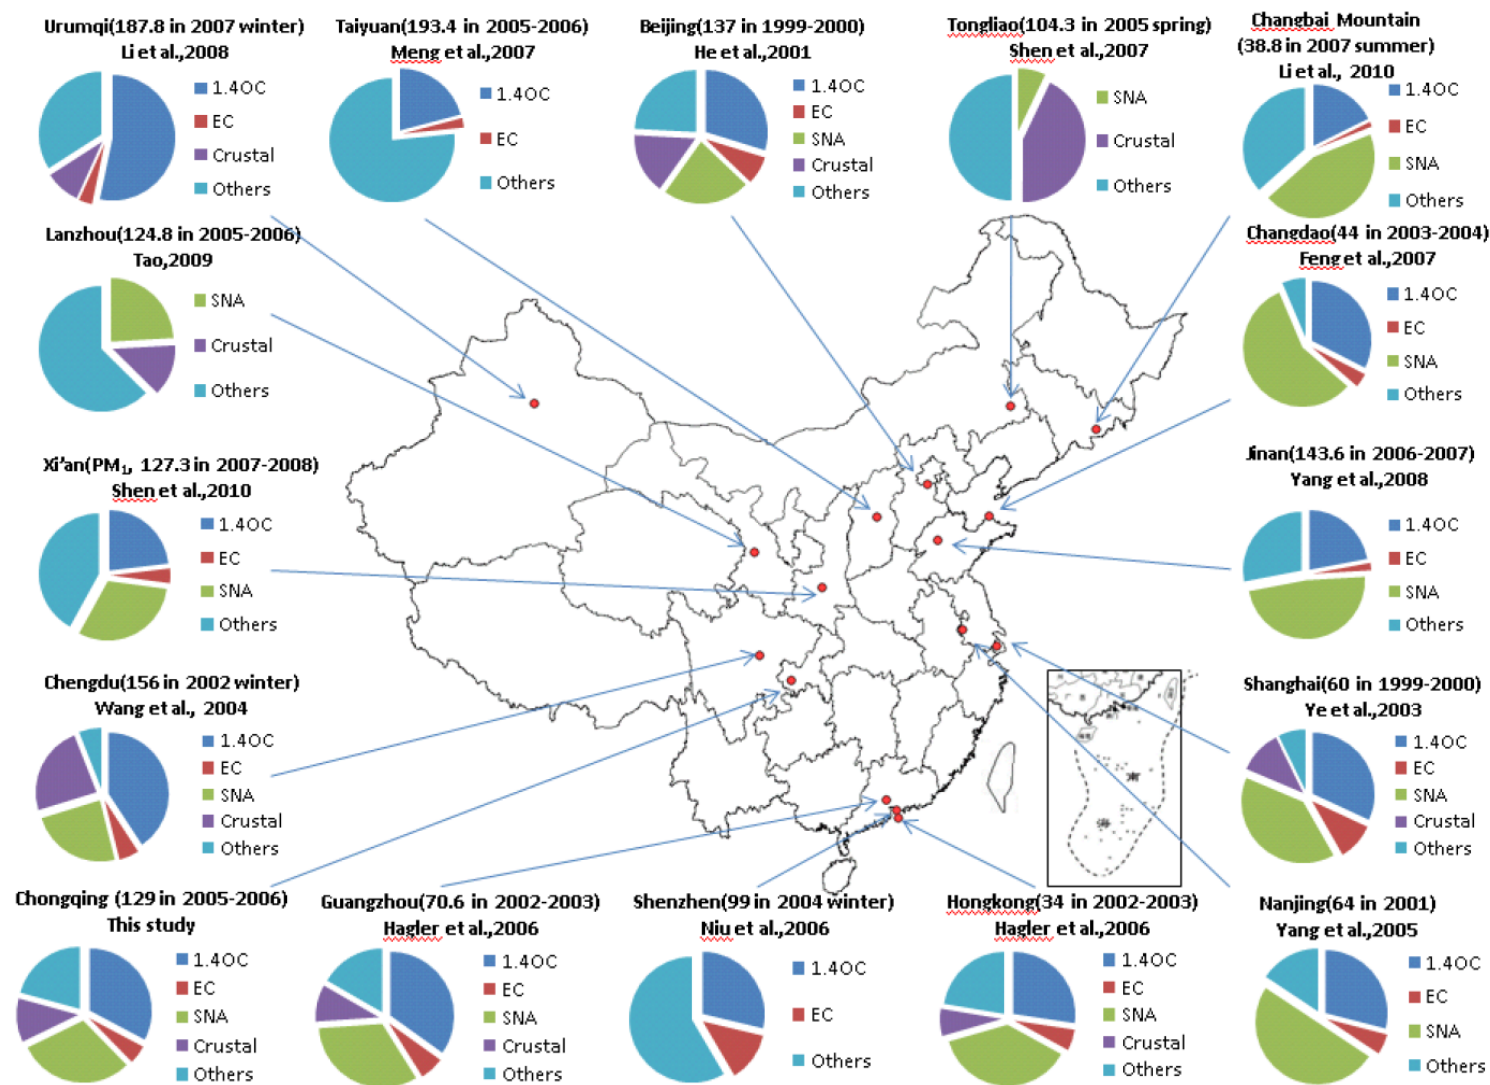 Urumqi(187.8 in 2007 winter)
Li et al.,2008
1.4OC
EC
Crustal
Others
Taiyuan(193.4 in 2005-2006)
Meng et al.,2007
1.4OC
EC
Others
Beijing(137 in 1999-2000)
He et al.,2001
1.4OC
EC
SNA
Crustal
Others
Tongliao(104.3 in 2005 spring)
Shen et al.,2007
SNA
Crustal
Others
Changbai Mountain
(38.8 in 2007 summer)
Li et al., 2010
1.4OC
EC
SNA
Others
Lanzhou(124.8 in 2005-2006)
Tao,2009
SNA
Crustal
Others
Changdao(44 in 2003-2004)
Feng et al.,2007
1.4OC
EC
SNA
Others
Xi'an(PM₁, 127.3 in 2007-2008)
Shen et al.,2010
1.4OC
EC
SNA
Others
Jinan(143.6 in 2006-2007)
Yang et al.,2008
1.4OC
EC
SNA
Others
Chengdu(156 in 2002 winter)
Wang et al., 2004
1.4OC
EC
SNA
Crustal
Others
Shanghai(60 in 1999-2000)
Ye et al.,2003
1.4OC
EC
SNA
Crustal
Others
Chongqing (129 in 2005-2006)
This study
1.4OC
EC
SNA
Crustal
Others
Guangzhou(70.6 in 2002-2003)
Hagler et al.,2006
1.4OC
EC
SNA
Crustal
Others
Shenzhen(99 in 2004 winter)
Niu et al.,2006
1.4OC
EC
Others
Hongkong(34 in 2002-2003)
Hagler et al.,2006
1.4OC
EC
SNA
Crustal
Others
Nanjing(64 in 2001)
Yang et al.,2005
1.4OC
EC
SNA
Others